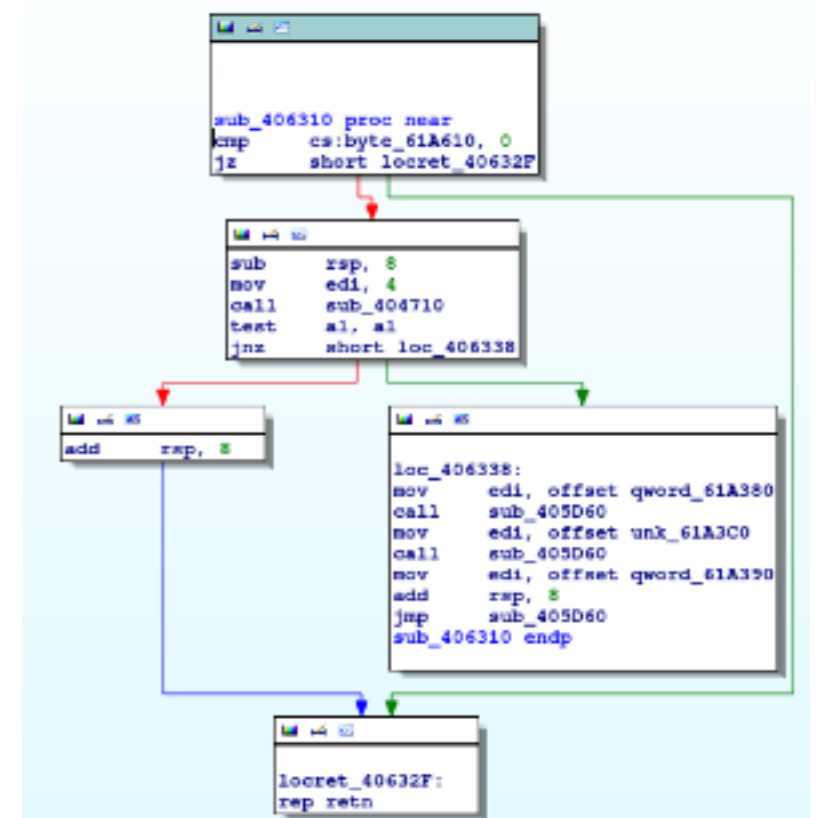 sub_406310 proc near
cmp cs:byte_61A610, 0
jz short locret_40632F
sub rsp, 8
mov edi, 4
call sub_404710
test al, al
jnz short loc_406338
add rsp, 8
loc_406338:
mov edi, offset qword_61A380
call sub_405D60
mov edi, offset unk_61A3C0
call sub_405D60
mov edi, offset qword_61A390
add rsp, 8
jmp sub_405D60
sub_406310 endp
locret_40632F:
rep retn